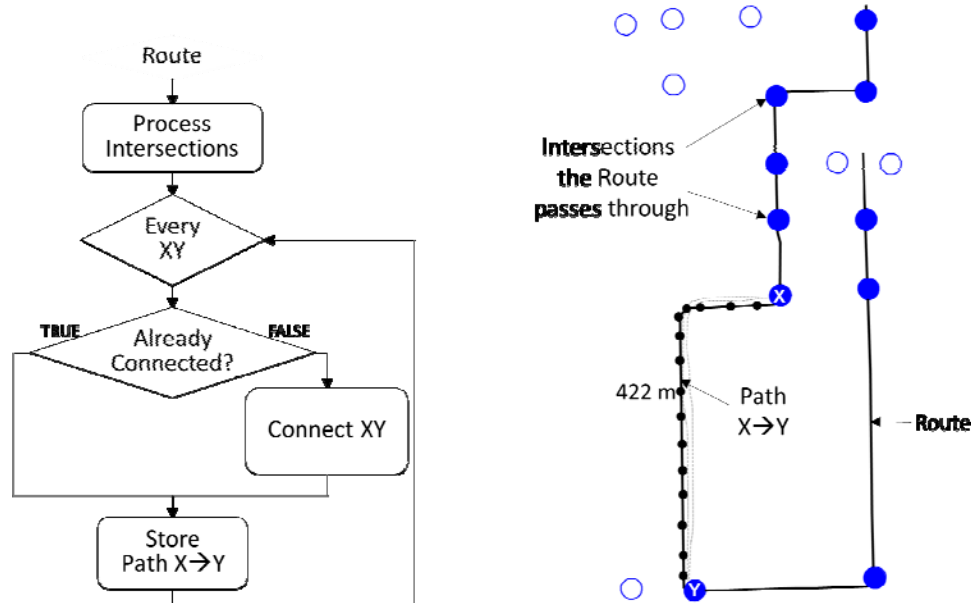 Route
Process
Intersections
Every
XY
TRUE
FALSE
Already
Connected?
Connect XY
Store
Path X→Y
Intersections
the Route
passes through
X
422 m
Path
X→Y
Route
Y